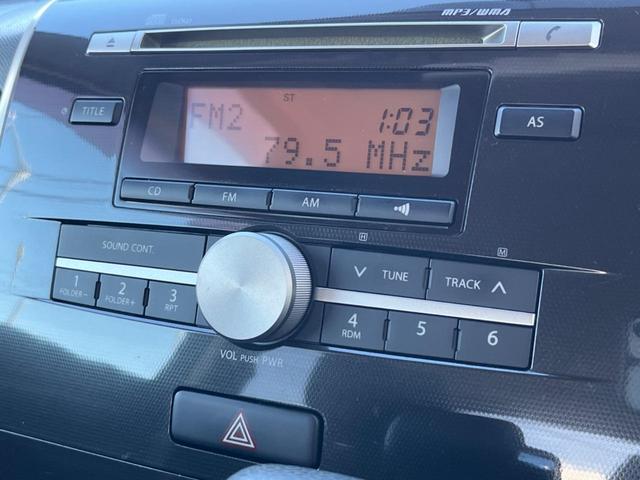 MP3/WMA
TITLE
ST
FM2 1:03
79.5 MHz
AS
CD FM AM
H
M
SOUND CONT.
TUNE TRACK
1 2 3
FOLDER- FOLDER+ RPT
4 5 6
RDM
VOL PUSH PWR